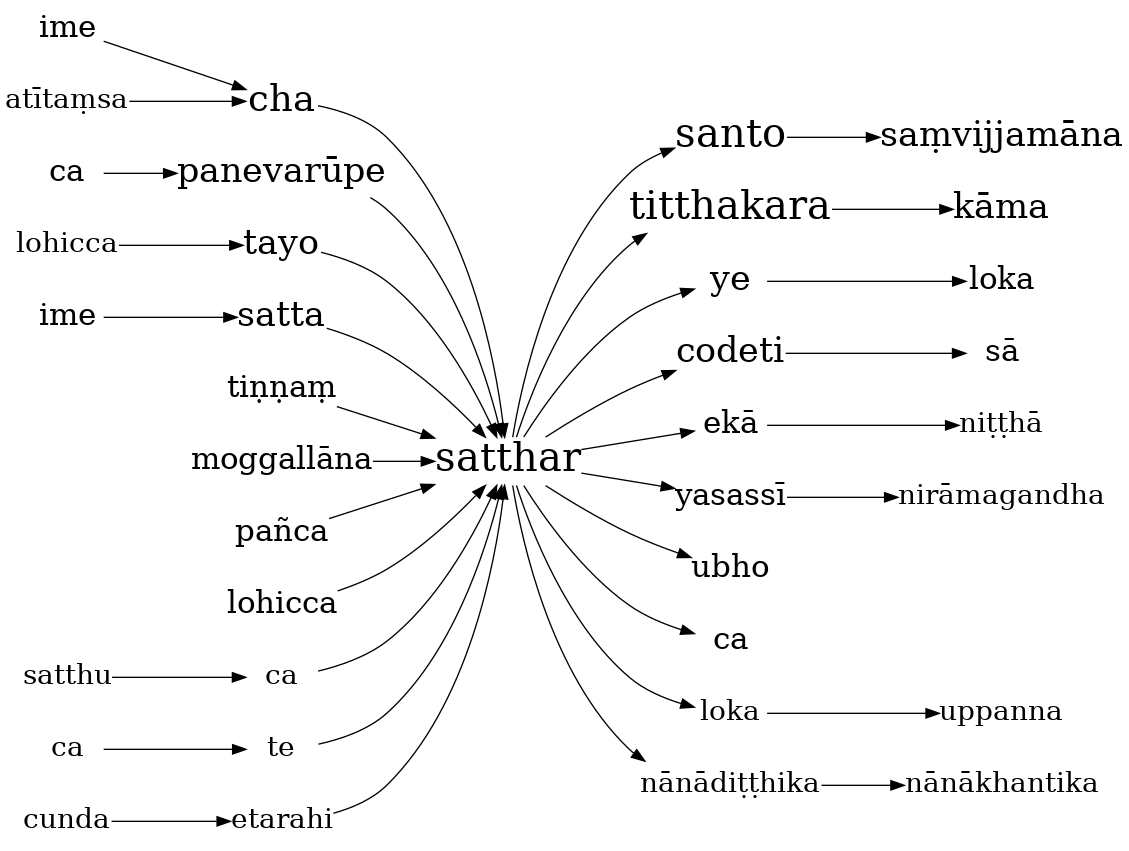 ime
atītaṃsa
cha
ca
panevarūpe
lohicca
tayo
ime
satta
tiṇṇaṃ
moggallāna
pañca
lohicca
satthu
ca
ca
te
cunda
etarahi
satthar
santo
saṃvijjamāna
titthakara
kāma
ye
loka
codeti
sā
ekā
niṭṭhā
yasassī
nirāmagandha
ubho
ca
loka
uppanna
nānādiṭṭhika
nānākhantika